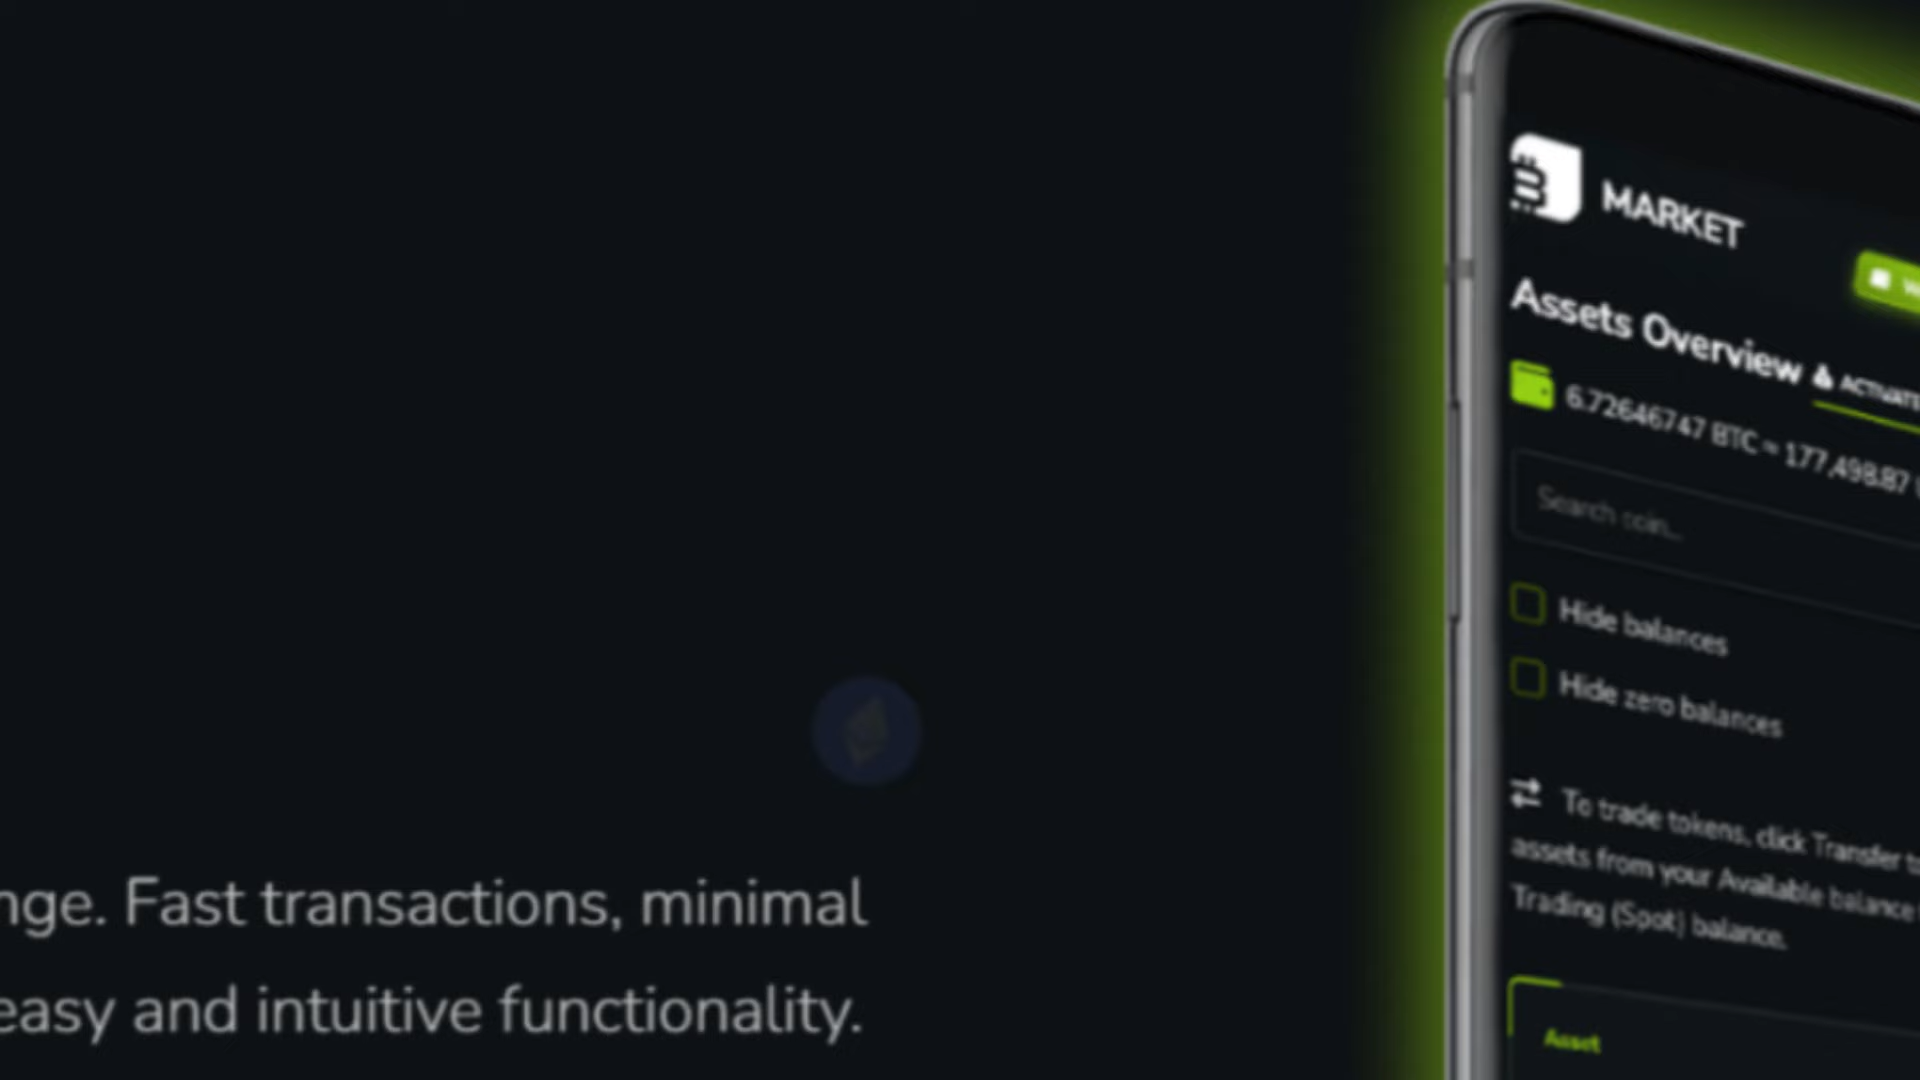 nge. Fast transactions, minimal
easy and intuitive functionality.
MARKET
Assets Overview
6.72646747 BTC ≈ 177,498.87
Search coin...
Hide balances
Hide zero balances
To trade tokens, click Transfer to
assets from your Available balance
Trading (Spot) balance.
Asset